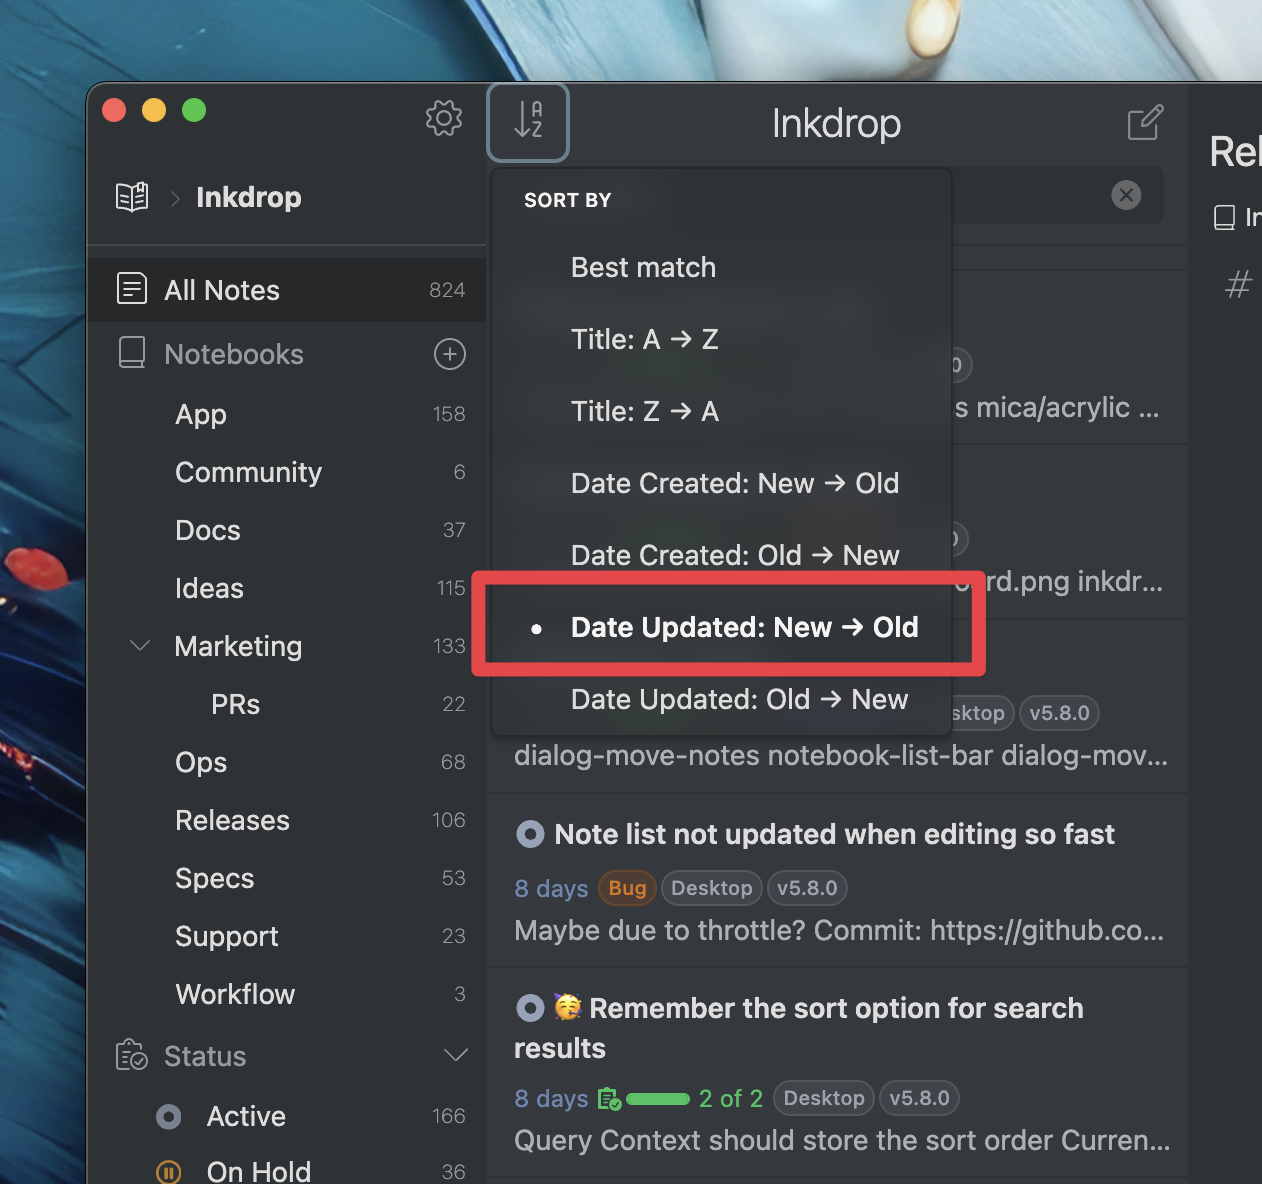 Inkdrop
All Notes 824
Notebooks
App 158
Community 6
Docs 37
Ideas 115
Marketing 133
PRs 22
Ops 68
Releases 106
Specs 53
Support 23
Workflow 3
Status
Active 166
On Hold 36
A
Z
Inkdrop
SORT BY
Best match
Title: A → Z
Title: Z → A
Date Created: New → Old
Date Created: Old → New
• Date Updated: New → Old
Date Updated: Old → New
mica/acrylic ...
inkdr...
v5.8.0
dialog-move-notes notebook-list-bar dialog-mov...
Note list not updated when editing so fast
8 days Bug Desktop v5.8.0
Maybe due to throttle? Commit: https://github.co...
🥳 Remember the sort option for search
results
8 days 2 of 2 Desktop v5.8.0
Query Context should store the sort order Curren...
#